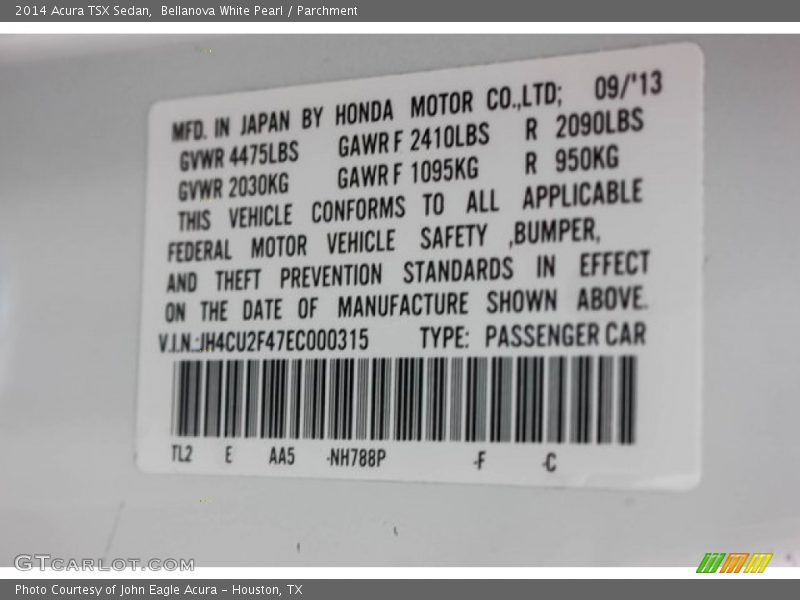 2014 Acura TSX Sedan,  Bellanova White Pearl / Parchment
MFD. IN JAPAN BY HONDA MOTOR CO.,LTD; 09/'13
GVWR 4475LBS GAWR F 2410LBS R 2090LBS
GVWR 2030KG GAWR F 1095KG R 950KG
THIS VEHICLE CONFORMS TO ALL APPLICABLE
FEDERAL MOTOR VEHICLE SAFETY ,BUMPER,
AND THEFT PREVENTION STANDARDS IN EFFECT
ON THE DATE OF MANUFACTURE SHOWN ABOVE.
V.I.N.:JH4CU2F47EC000315 TYPE: PASSENGER CAR
TL2 E AA5 -NH788P -F -C
GTCARLOT.COM
Photo Courtesy of John Eagle Acura - Houston, TX